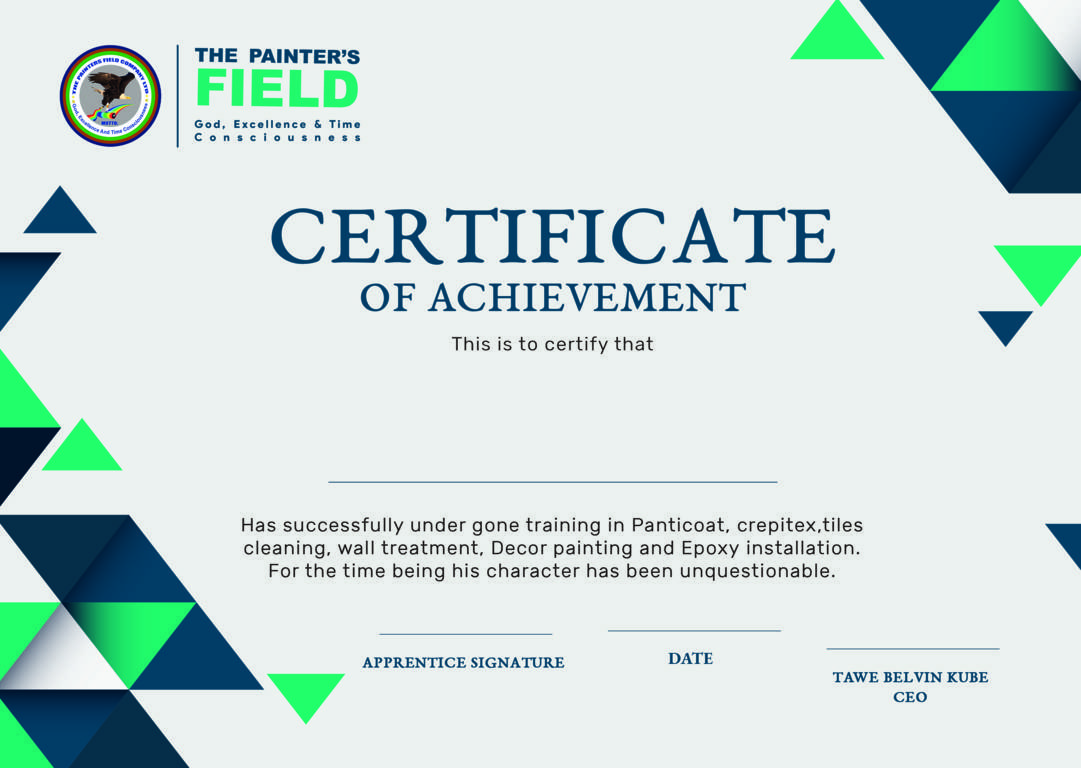 THE PAINTERS FIELD COMPANY LTD
MOTTO
God, Excellence And Time Consciousness
THE PAINTER'S
FIELD
God, Excellence & Time
Consciousness
CERTIFICATE
OF ACHIEVEMENT
This is to certify that
Has successfully under gone training in Panticoat, crepitex,tiles
cleaning, wall treatment, Decor painting and Epoxy installation.
For the time being his character has been unquestionable.
APPRENTICE SIGNATURE
DATE
TAWE BELVIN KUBE
CEO